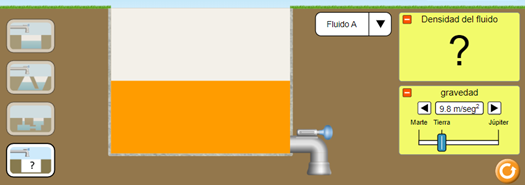 Fluido A
Densidad del fluido
?
gravedad
9.8 m/seg²
Marte Tierra Júpiter
?